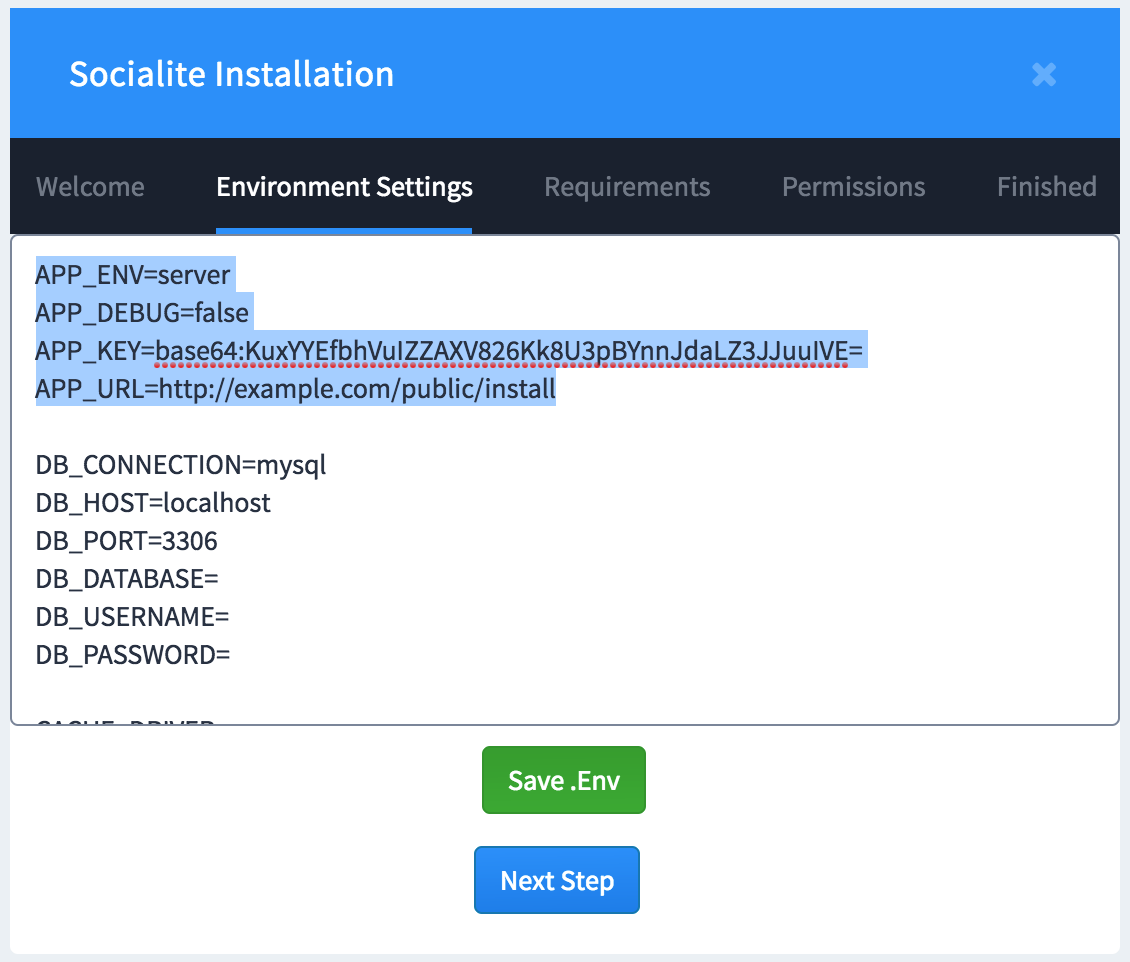 Socialite Installation
Welcome Environment Settings Requirements Permissions Finished
APP_ENV=server
APP_DEBUG=false
APP_KEY=base64:KuxYYEfbhVuIZZAXV826Kk8U3pBYnnJdaLZ3JJuuIVE=
APP_URL=http://example.com/public/install
DB_CONNECTION=mysql
DB_HOST=localhost
DB_PORT=3306
DB_DATABASE=
DB_USERNAME=
DB_PASSWORD=
Save .Env
Next Step